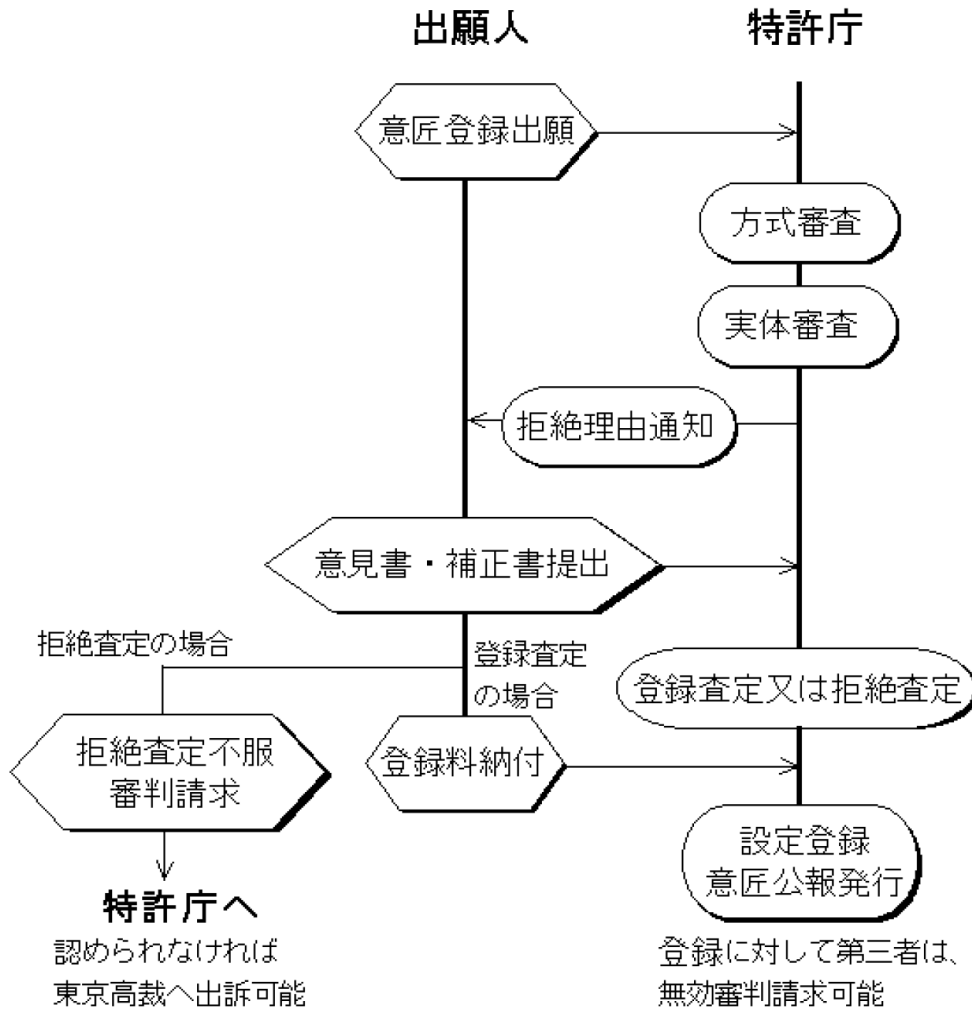 出願人
特許庁
意匠登録出願
方式審査
実体審査
拒絶理由通知
意見書・補正書提出
拒絶査定の場合
登録査定
の場合
登録査定又は拒絶査定
拒絶査定不服
審判請求
登録料納付
設定登録
意匠公報発行
特許庁へ
認められなければ
東京高裁へ出訴可能
登録に対して第三者は、
無効審判請求可能